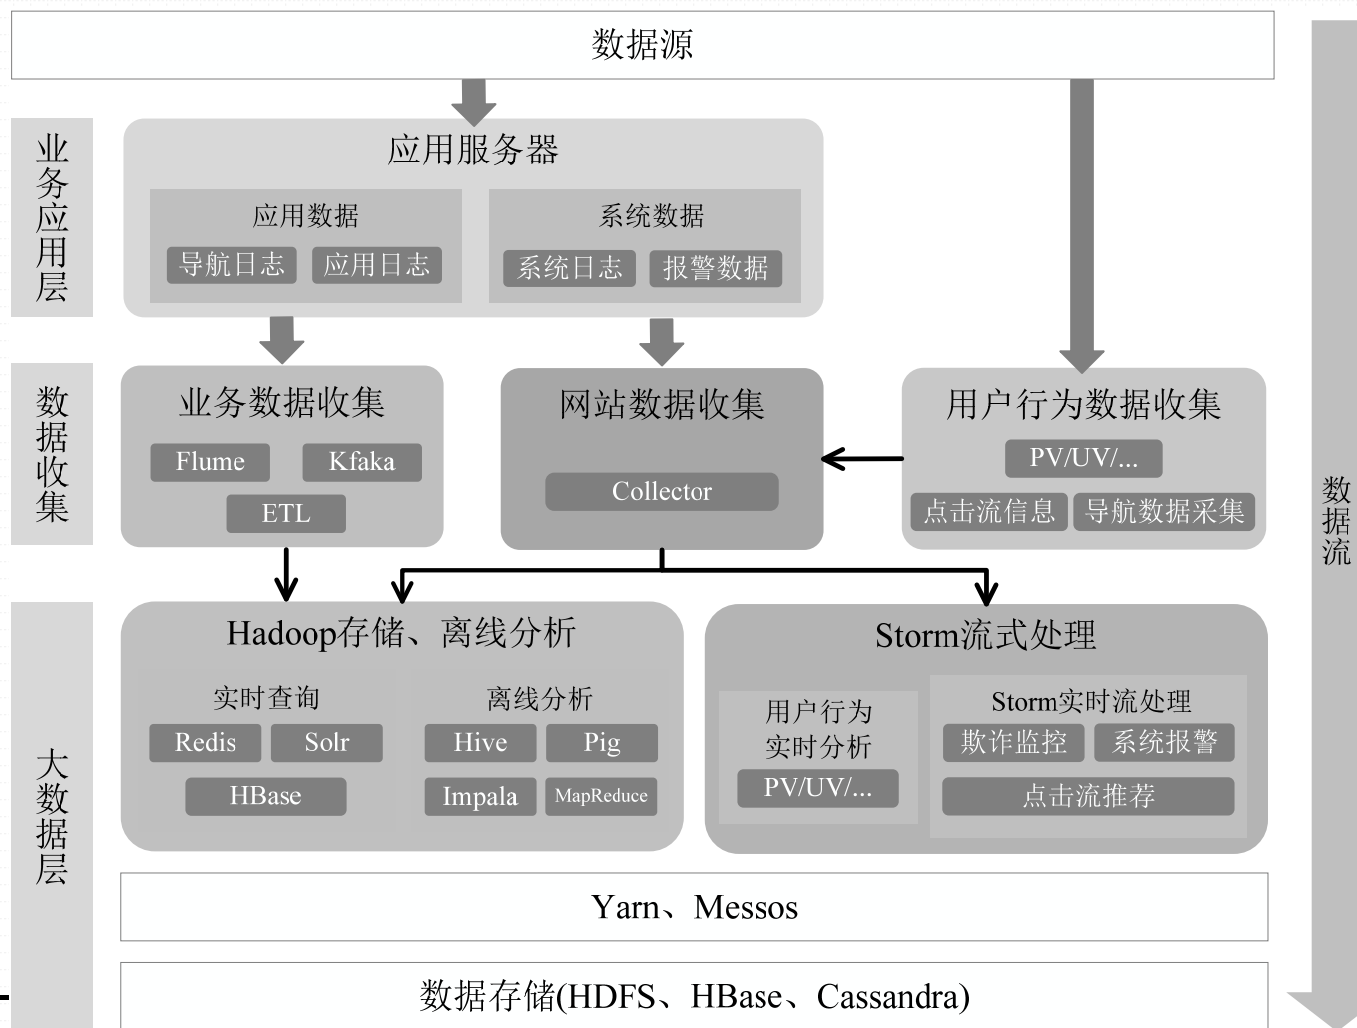 数据源
业务应用层
应用服务器
应用数据
导航日志
应用日志
系统数据
系统日志
报警数据
数据收集
业务数据收集
Flume
Kfaka
ETL
网站数据收集
Collector
用户行为数据收集
PV/UV/...
点击流信息
导航数据采集
数据流
大数据层
Hadoop存储、离线分析
实时查询
Redis
Solr
HBase
离线分析
Hive
Pig
Impala
MapReduce
Storm流式处理
用户行为
实时分析
PV/UV/...
Storm实时流处理
欺诈监控
系统报警
点击流推荐
Yarn、Messos
数据存储(HDFS、HBase、Cassandra)